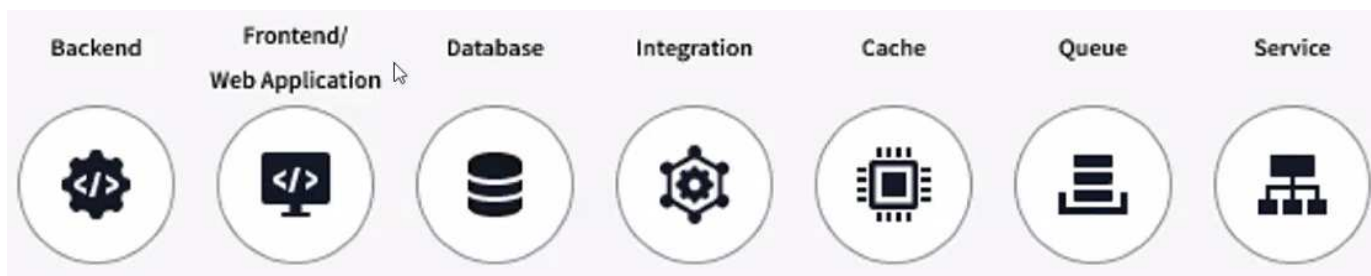 Backend
Frontend/
Web Application
Database
Integration
Cache
Queue
Service